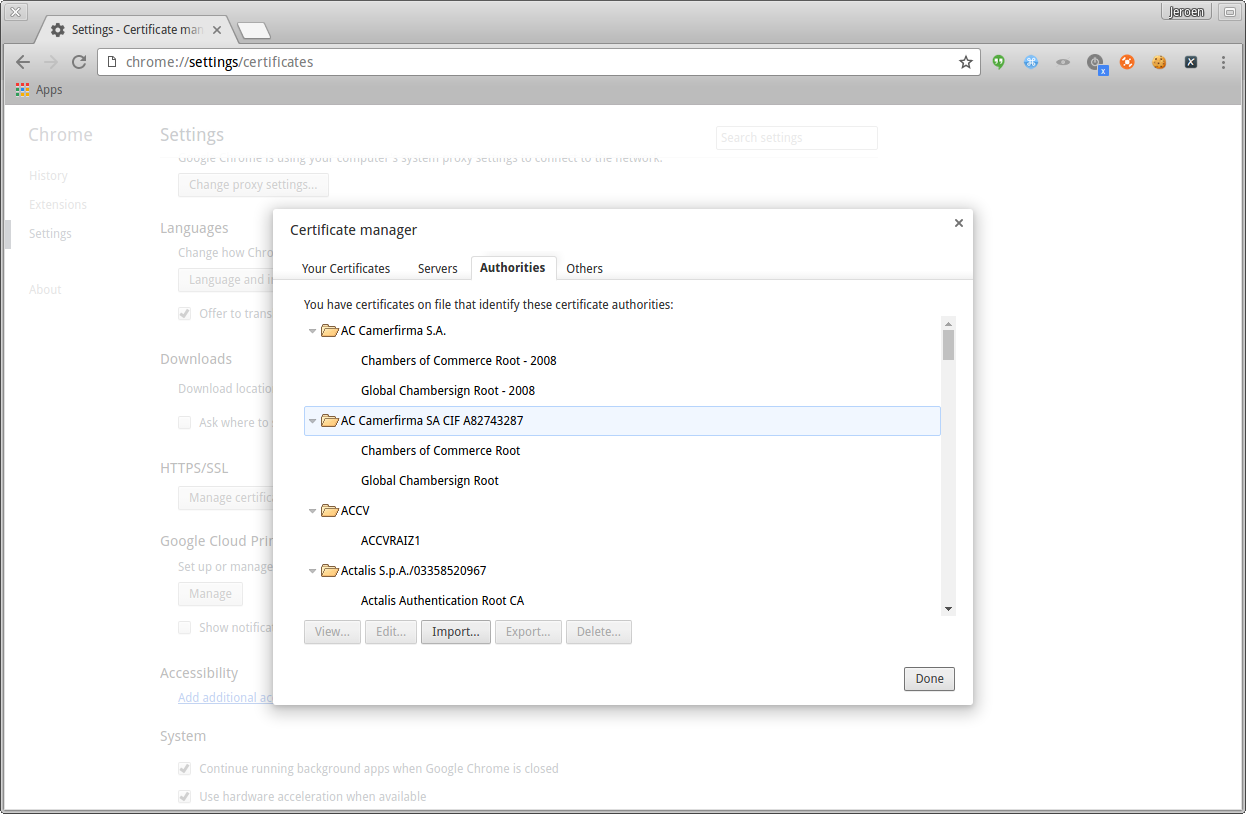 Jeroen
Settings - Certificate man
chrome://settings/certificates
Apps
Chrome
Settings
Search settings
Google Chrome is using your computer's system proxy settings to connect to the network.
History
Change proxy settings...
Extensions
Settings
Languages
Change how Chro
Language and in
About
Offer to trans
Downloads
Download locatio
Ask where to s
HTTPS/SSL
Manage certific
Google Cloud Prin
Set up or manage
Manage
Show notificat
Accessibility
Add additional acc
System
Continue running background apps when Google Chrome is closed
Use hardware acceleration when available
Certificate manager
Your Certificates Servers Authorities Others
You have certificates on file that identify these certificate authorities:
AC Camerfirma S.A.
Chambers of Commerce Root - 2008
Global Chambersign Root - 2008
AC Camerfirma SA CIF A82743287
Chambers of Commerce Root
Global Chambersign Root
ACCV
ACCVRAIZ1
Actalis S.p.A./03358520967
Actalis Authentication Root CA
View... Edit... Import... Export... Delete...
Done